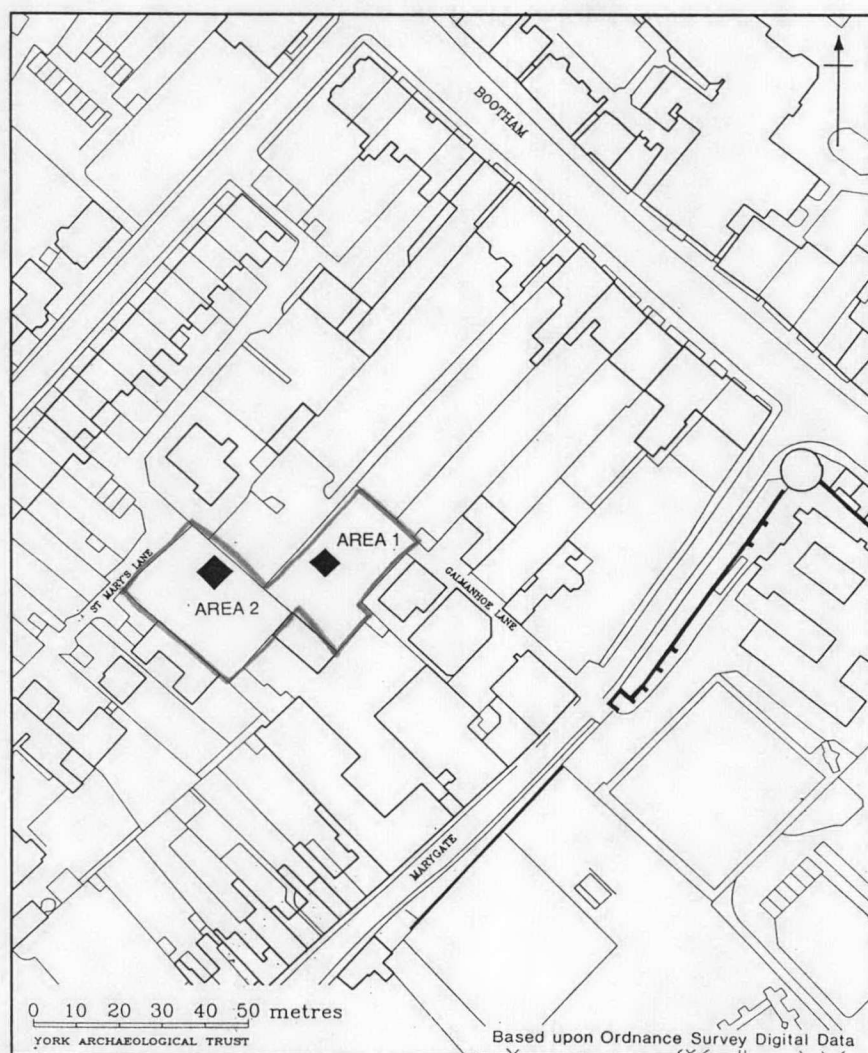 BOOTHAM
AREA 1
GALMANHOE LANE
ST MARY'S LANE
AREA 2
MARYGATE
0 10 20 30 40 50 metres
YORK ARCHAEOLOGICAL TRUST
Based upon Ordnance Survey Digital Data